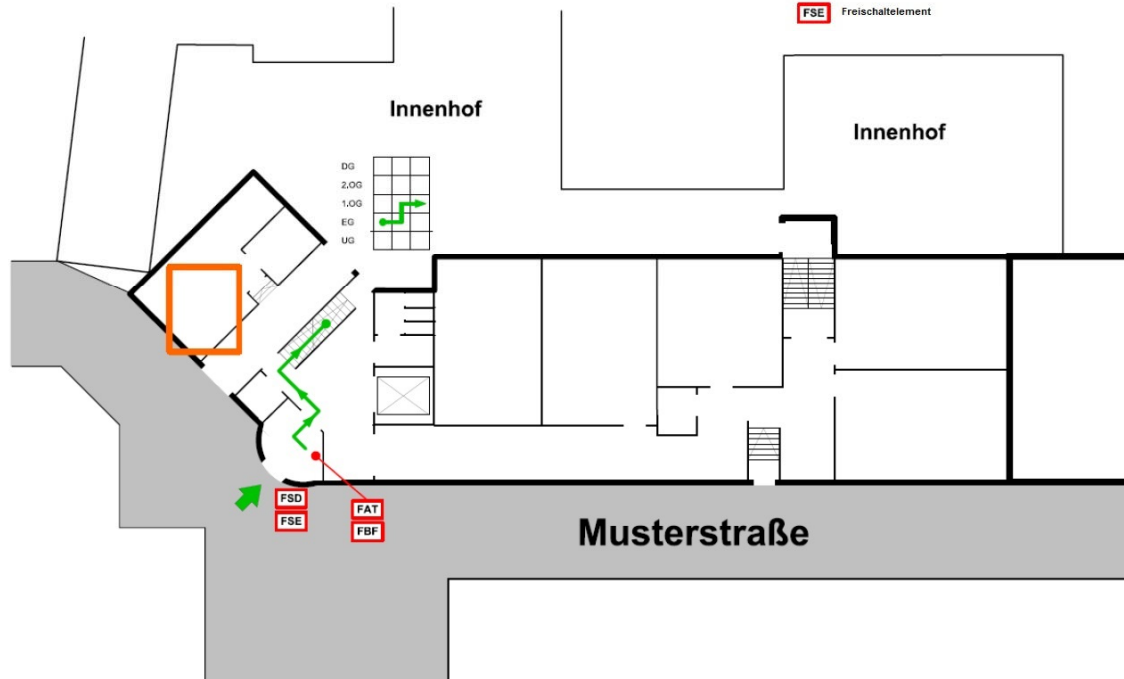 FSE Freischaltelement
Innenhof
Innenhof
DG
2.OG
1.OG
EG
UG
FSD
FSE
FAT
FBF
Musterstraße